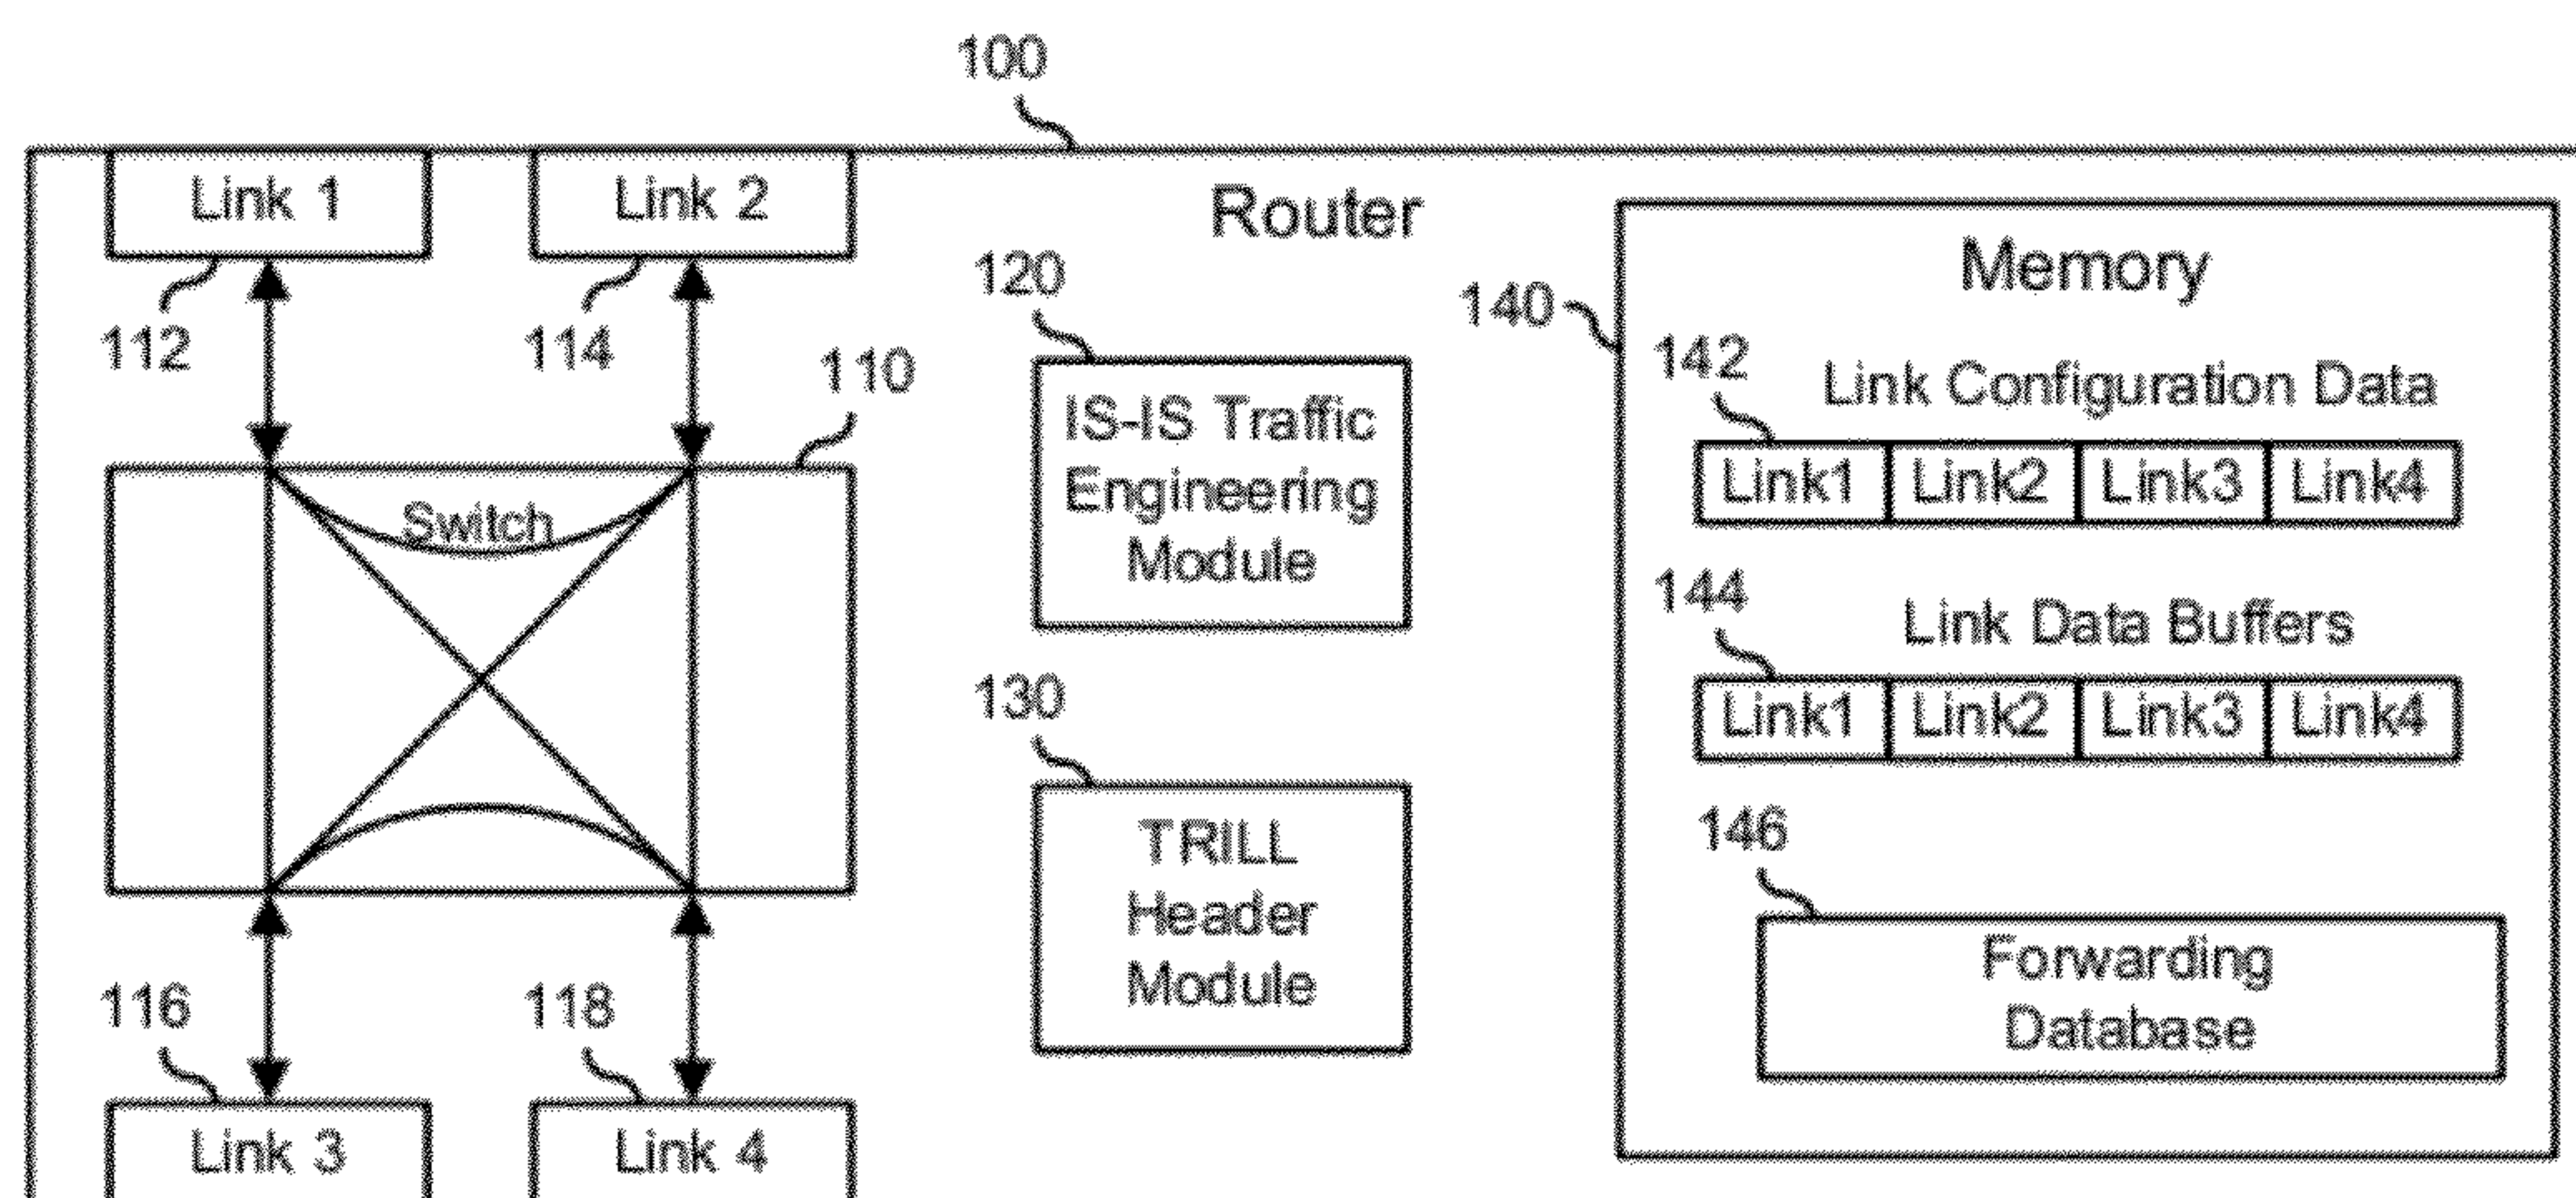 100
Link 1
Link 2
Router
112
114
110
Switch
116
118
Link 3
Link 4
120
IS-IS Traffic
Engineering
Module
130
TRILL
Header
Module
140
Memory
142
Link Configuration Data
Link1 Link2 Link3 Link4
144
Link Data Buffers
Link1 Link2 Link3 Link4
146
Forwarding
Database